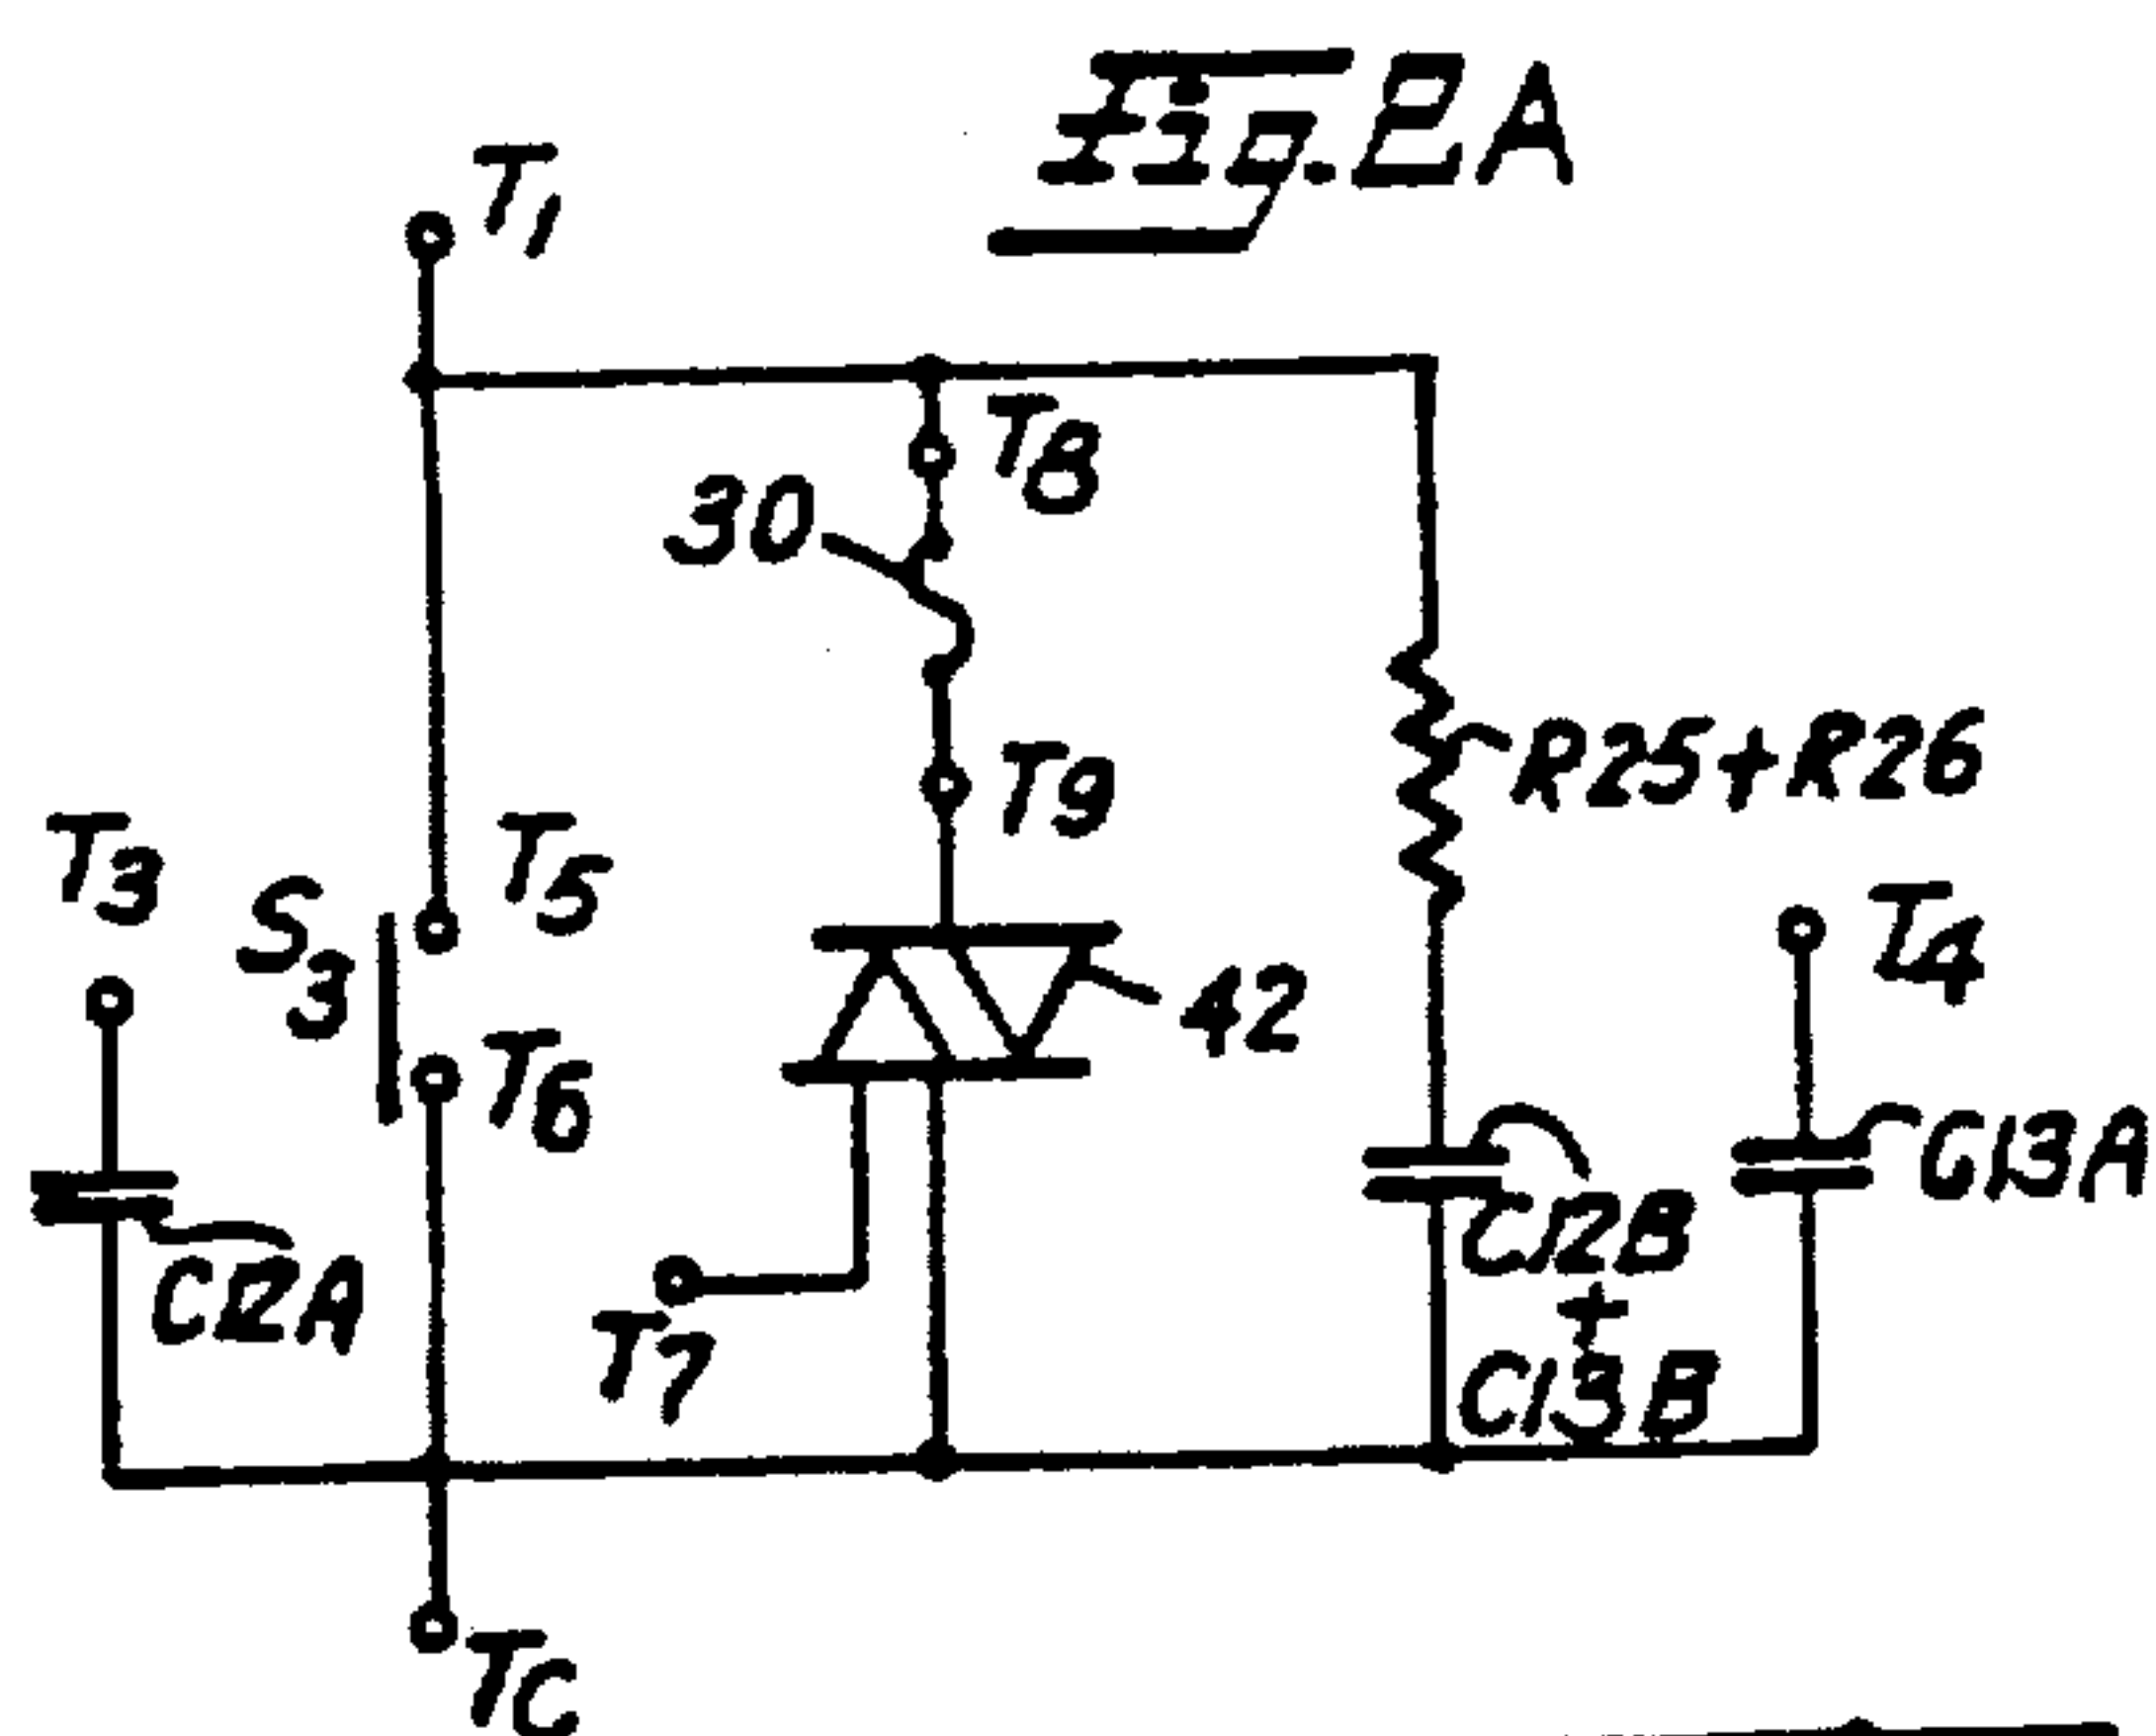 Fig. 2A
T1
T8
30
R25+R26
T9
T3
T5
S3
T4
42
T6
C13A
C12B
+
C13B
C2A
T7
TC